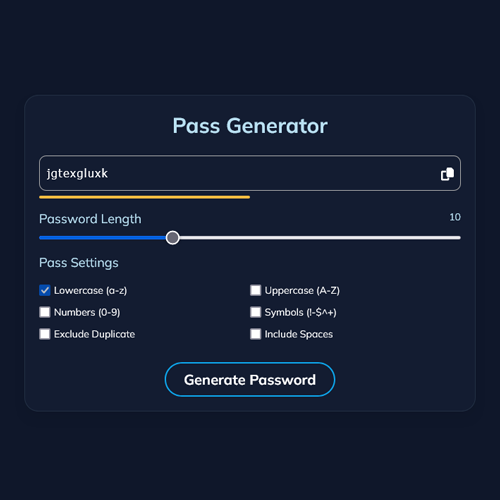 Pass Generator
jgtexgluxk
Password Length 10
Pass Settings
Lowercase (a-z) Uppercase (A-Z)
Numbers (0-9) Symbols (!-$^+)
Exclude Duplicate Include Spaces
Generate Password